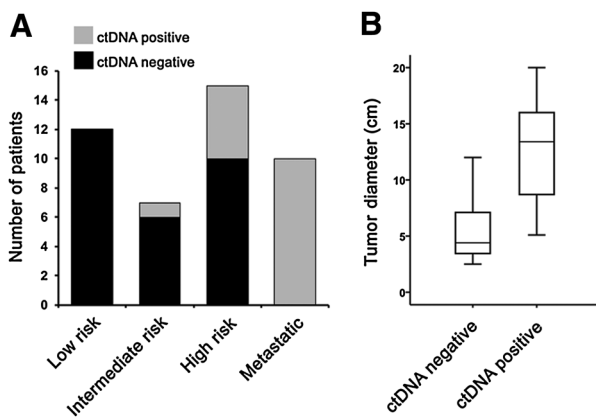 A
ctDNA positive
ctDNA negative
Number of patients
16
14
12
10
8
6
4
2
0
Low risk
Intermediate risk
High risk
Metastatic
B
Tumor diameter (cm)
20
15
10
5
0
ctDNA negative
ctDNA positive